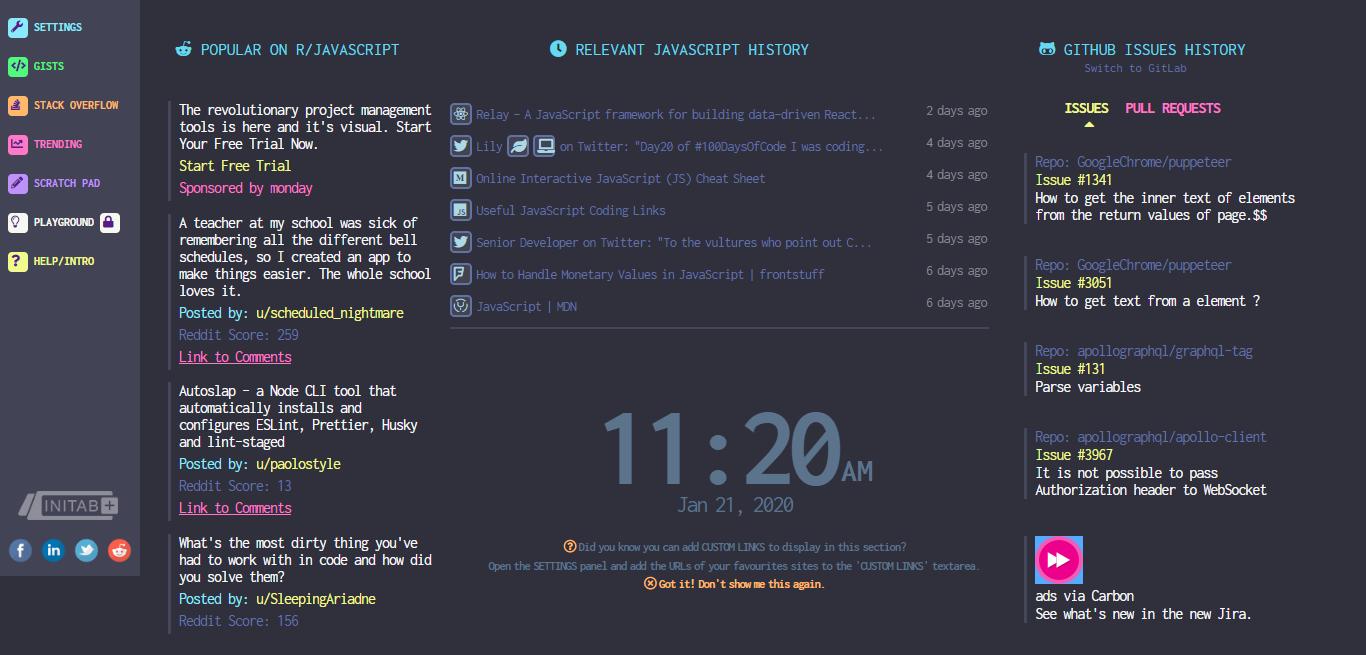 SETTINGS
GISTS
STACK OVERFLOW
TRENDING
SCRATCH PAD
PLAYGROUND
HELP/INTRO
INITAB+
POPULAR ON R/JAVASCRIPT
The revolutionary project management
tools is here and it's visual. Start
Your Free Trial Now.
Start Free Trial
Sponsored by monday
A teacher at my school was sick of
remembering all the different bell
schedules, so I created an app to
make things easier. The whole school
loves it.
Posted by: u/scheduled_nightmare
Reddit Score: 259
Link to Comments
Autoslap - a Node CLI tool that
automatically installs and
configures ESLint, Prettier, Husky
and lint-staged
Posted by: u/paolostyle
Reddit Score: 13
Link to Comments
What's the most dirty thing you've
had to work with in code and how did
you solve them?
Posted by: u/SleepingAriadne
Reddit Score: 156
RELEVANT JAVASCRIPT HISTORY
Relay – A JavaScript framework for building data-driven React... 2 days ago
Lily on Twitter: "Day20 of #100DaysOfCode I was coding... 4 days ago
Online Interactive JavaScript (JS) Cheat Sheet 4 days ago
Useful JavaScript Coding Links 5 days ago
Senior Developer on Twitter: "To the vultures who point out C... 5 days ago
How to Handle Monetary Values in JavaScript | frontstuff 6 days ago
JavaScript | MDN 6 days ago
11:20AM
Jan 21, 2020
Did you know you can add CUSTOM LINKS to display in this section?
Open the SETTINGS panel and add the URLs of your favourites sites to the 'CUSTOM LINKS' textarea.
Got it! Don't show me this again.
GITHUB ISSUES HISTORY
Switch to GitLab
ISSUES PULL REQUESTS
Repo: GoogleChrome/puppeteer
Issue #1341
How to get the inner text of elements
from the return values of page.$$
Repo: GoogleChrome/puppeteer
Issue #3051
How to get text from a element ?
Repo: apollographql/graphql-tag
Issue #131
Parse variables
Repo: apollographql/apollo-client
Issue #3967
It is not possible to pass
Authorization header to WebSocket
ads via Carbon
See what's new in the new Jira.